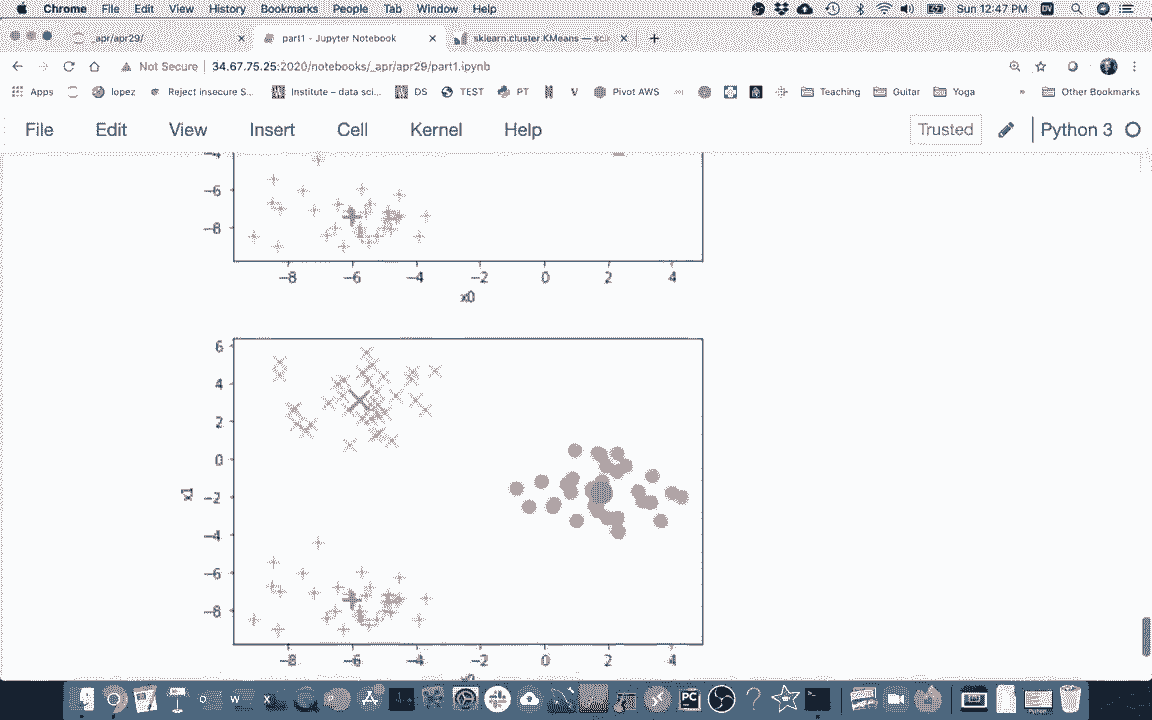 Chrome File Edit View History Bookmarks People Tab Window Help Sun 12:47 PM
_apr/apr29/ part1 - Jupyter Notebook sklearn.cluster.KMeans — sci
Not Secure 34.67.75.25:2020/notebooks/_apr/apr29/part1.ipynb
Apps lopez Reject insecure S... Institute – data sci... DS TEST PT Pivot AWS Teaching Guitar Yoga » Other Bookmarks
File Edit View Insert Cell Kernel Help Trusted Python 3
−4
−6
−8
−8 −6 −4 −2 0 2 4
x0
6
4
2
0
−2
x1
−4
−6
−8
−8 −6 −4 −2 0 2 4
x0